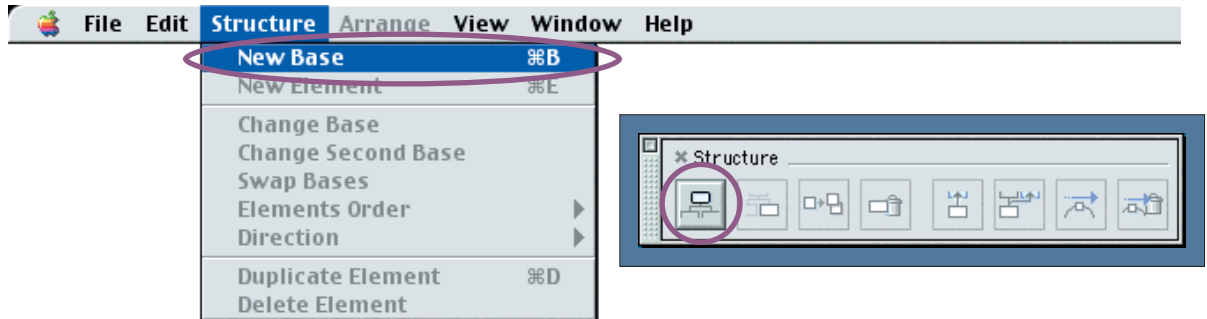 File Edit Structure Arrange View Window Help
New Base ⌘B
New Element ⌘E
Change Base
Change Second Base
Swap Bases
Elements Order
Direction
Duplicate Element ⌘D
Delete Element
Structure